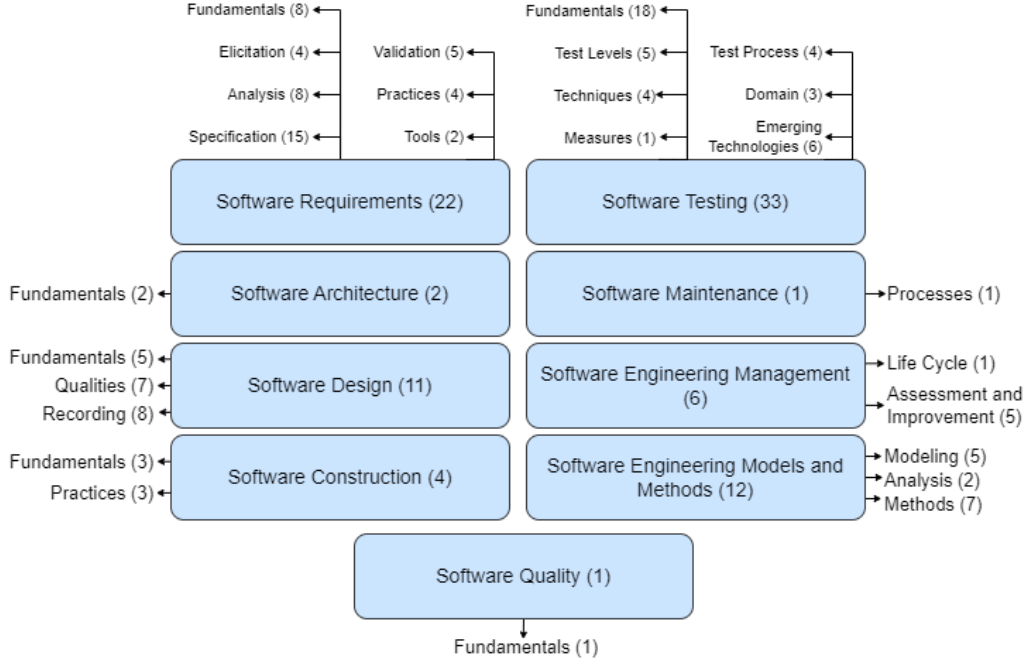 Fundamentals (8)
Elicitation (4)
Analysis (8)
Specification (15)
Validation (5)
Practices (4)
Tools (2)
Fundamentals (18)
Test Levels (5)
Techniques (4)
Measures (1)
Test Process (4)
Domain (3)
Emerging
Technologies (6)
Software Requirements (22)
Software Testing (33)
Fundamentals (2)
Software Architecture (2)
Software Maintenance (1)
Processes (1)
Fundamentals (5)
Qualities (7)
Recording (8)
Software Design (11)
Software Engineering Management
(6)
Life Cycle (1)
Assessment and
Improvement (5)
Fundamentals (3)
Practices (3)
Software Construction (4)
Software Engineering Models and
Methods (12)
Modeling (5)
Analysis (2)
Methods (7)
Software Quality (1)
Fundamentals (1)